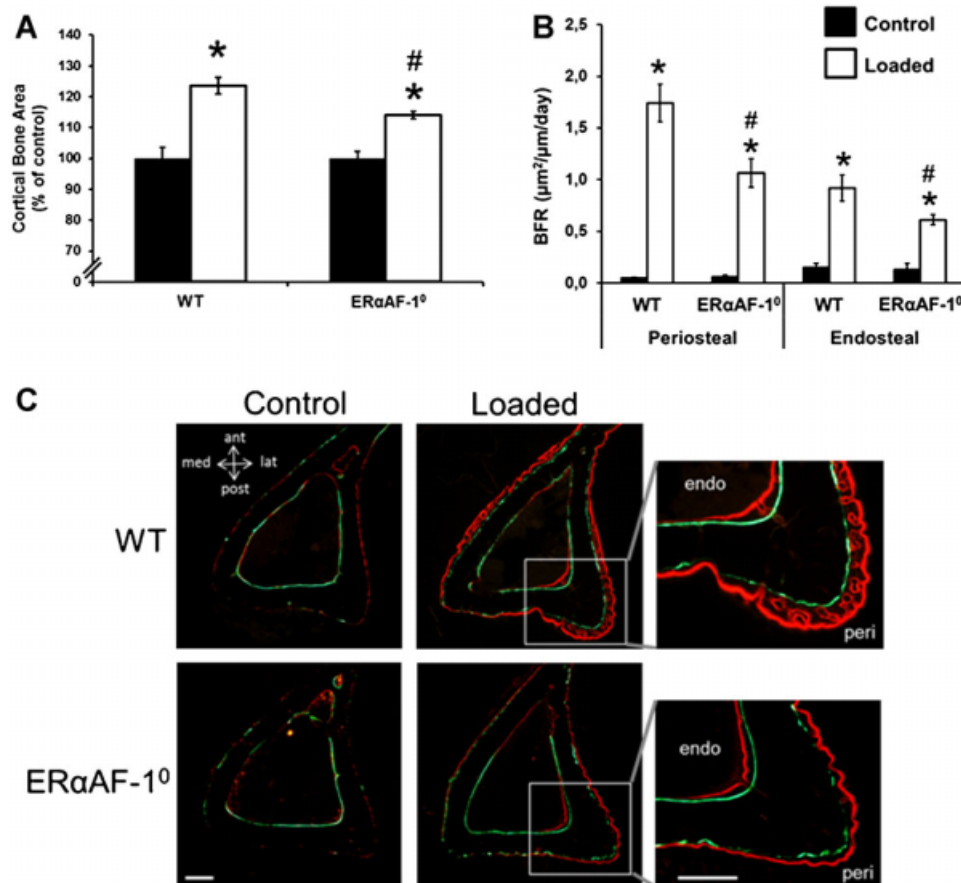 A
Cortical Bone Area
(% of control)
140
130
120
110
100
90
80
70
0
*
#
*
WT
ERαAF-1⁰
B
Control
Loaded
BFR (µm²/µm/day)
2,5
2,0
1,5
1,0
0,5
0,0
*
#
*
*
#
*
WT ERαAF-1⁰ WT ERαAF-1⁰
Periosteal Endosteal
C
Control Loaded
ant
med lat
post
WT
endo
peri
ERαAF-1⁰
endo
peri